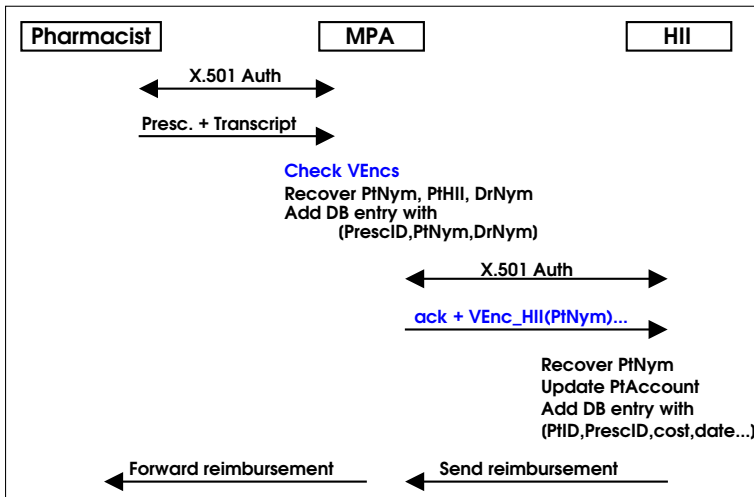 Pharmacist MPA HII
X.501 Auth
Presc. + Transcript
Check VEncs
Recover PtNym, PtHII, DrNym
Add DB entry with
(PrescID,PtNym,DrNym)
X.501 Auth
ack + VEnc_HII(PtNym)...
Recover PtNym
Update PtAccount
Add DB entry with
(PtID,PrescID,cost,date...)
Forward reimbursement Send reimbursement